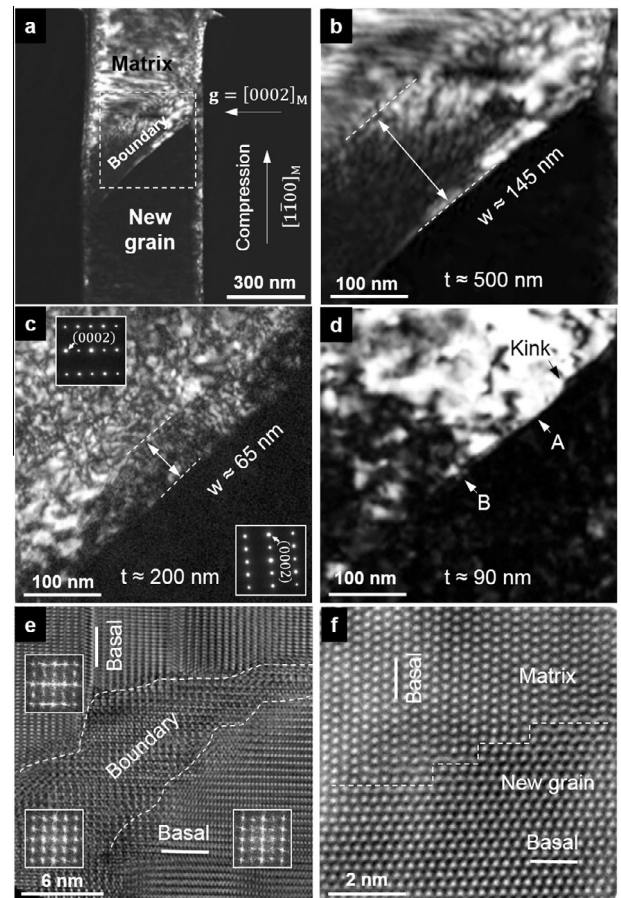 a
Matrix
g = [0002]M
Boundary
Compression
[11̅00]M
New
grain
300 nm
b
w ≈ 145 nm
100 nm
t ≈ 500 nm
c
(0002)
w ≈ 65 nm
(0002)
100 nm
t ≈ 200 nm
d
Kink
A
B
100 nm
t ≈ 90 nm
e
Basal
Boundary
Basal
6 nm
f
Basal
Matrix
New grain
Basal
2 nm